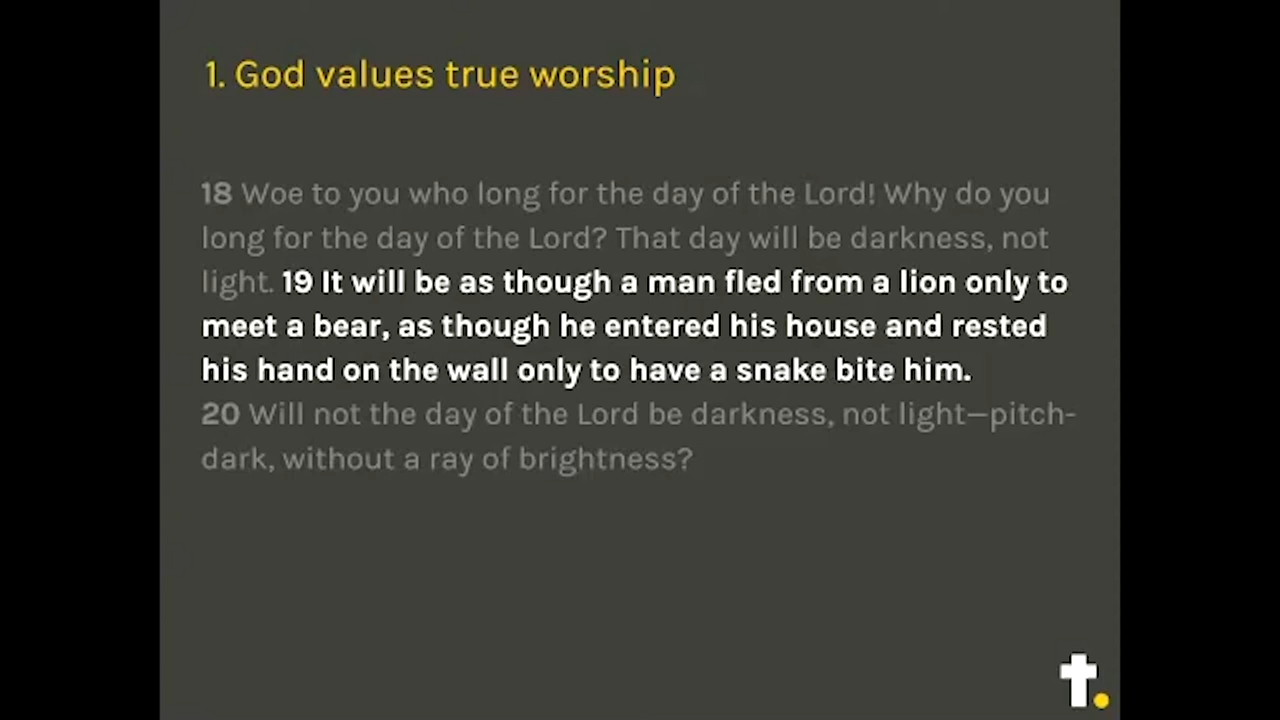 1. God values true worship
18 Woe to you who long for the day of the Lord! Why do you
long for the day of the Lord? That day will be darkness, not
light. 19 It will be as though a man fled from a lion only to
meet a bear, as though he entered his house and rested
his hand on the wall only to have a snake bite him.
20 Will not the day of the Lord be darkness, not light—pitch-
dark, without a ray of brightness?